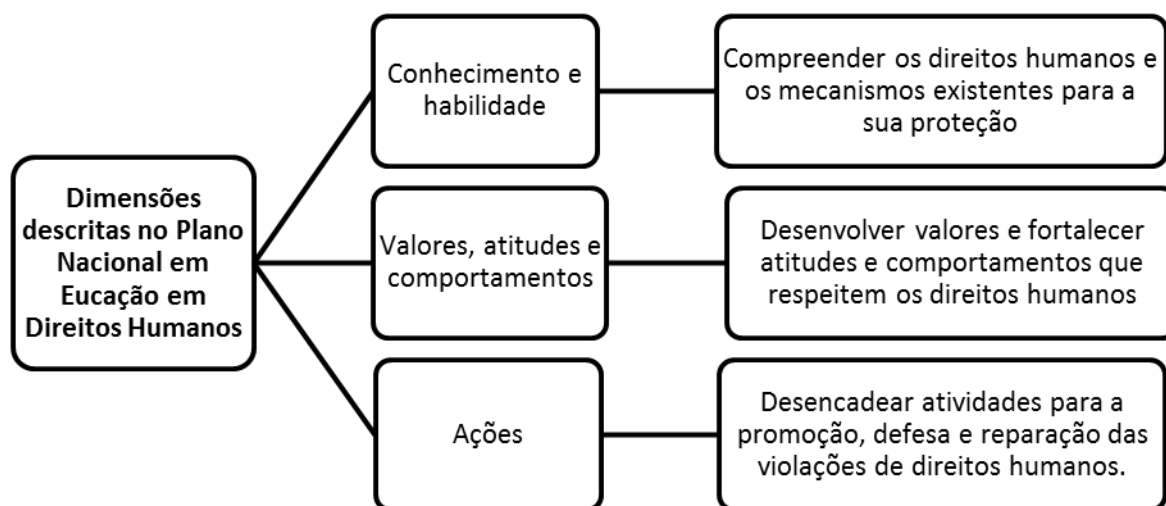 Dimensões
descritas no Plano
Nacional em
Eucação em
Direitos Humanos
Conhecimento e
habilidade
Compreender os direitos humanos e
os mecanismos existentes para a
sua proteção
Valores, atitudes e
comportamentos
Desenvolver valores e fortalecer
atitudes e comportamentos que
respeitem os direitos humanos
Ações
Desencadear atividades para a
promoção, defesa e reparação das
violações de direitos humanos.